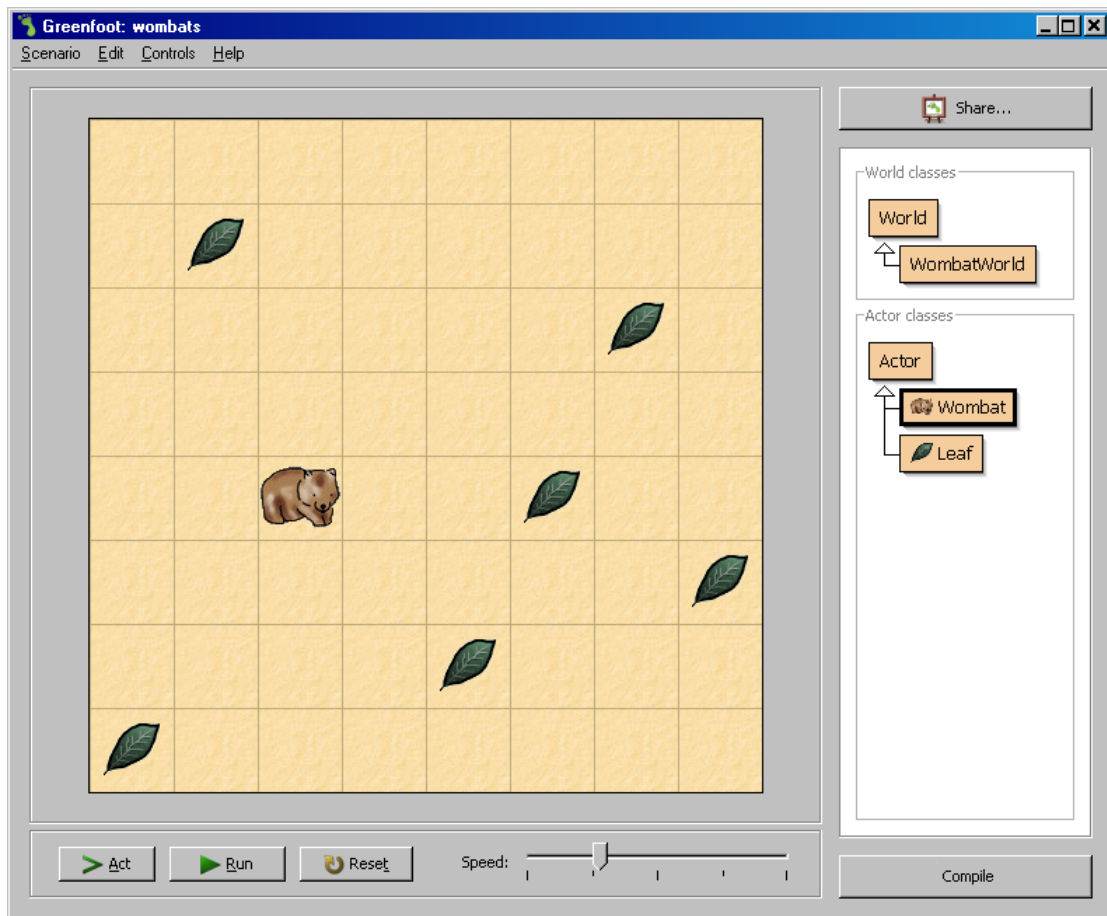 Greenfoot: wombats
Scenario Edit Controls Help
Share...
World classes
World
WombatWorld
Actor classes
Actor
Wombat
Leaf
Act
Run
Reset
Speed:
Compile